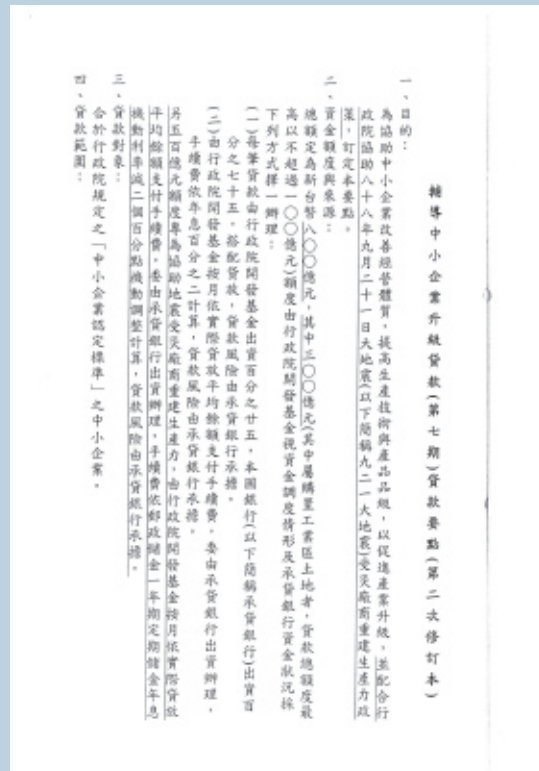 輔導中小企業升級貸款(第七期)貸款要點(第二次修訂本)
一、目的：
為協助中小企業改善經營體質，提高生產技術與產品品級，以促進產業升級，並配合行
政院協助八十八年九月二十一日大地震(以下簡稱九二一大地震)受災廠商重建生產力政
策，訂定本要點。
二、資金額度與來源：
總額定為新台幣八○○億元，其中三○○億元(其中屬購置工業區土地者，貸款總額度最
高以不超過一○○億元)額度由行政院開發基金視資金調度情形及承貸銀行資金狀況採
下列方式擇一辦理：
(一)每筆貸款由行政院開發基金出資百分之廿五，本國銀行(以下簡稱承貸銀行)出資百
分之七十五，搭配貸放，貸款風險由承貸銀行承擔。
(二)由行政院開發基金按月依實際貸放平均餘額支付手續費，委由承貸銀行出資辦理，
手續費依年息百分之二計算，貸款風險由承貸銀行承擔。
另五百億元額度專為協助地震受災廠商重建生產力，由行政院開發基金按月依實際貸放
平均餘額支付手續費，委由承貸銀行出資辦理，手續費依郵政儲金一年期定期儲金年息
機動利率減二個百分點機動調整計算，貸款風險由承貸銀行承擔。
三、貸款對象：
合於行政院規定之「中小企業認定標準」之中小企業。
四、貸款範圍：